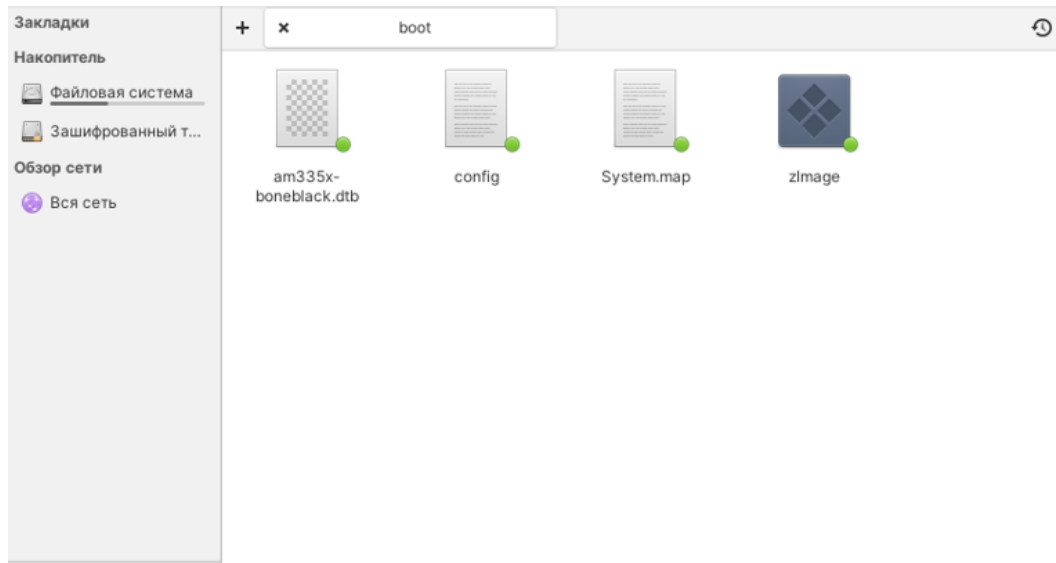 Закладки
Накопитель
Файловая система
Зашифрованный т...
Обзор сети
Вся сеть
boot
am335x-
boneblack.dtb
config
System.map
zImage